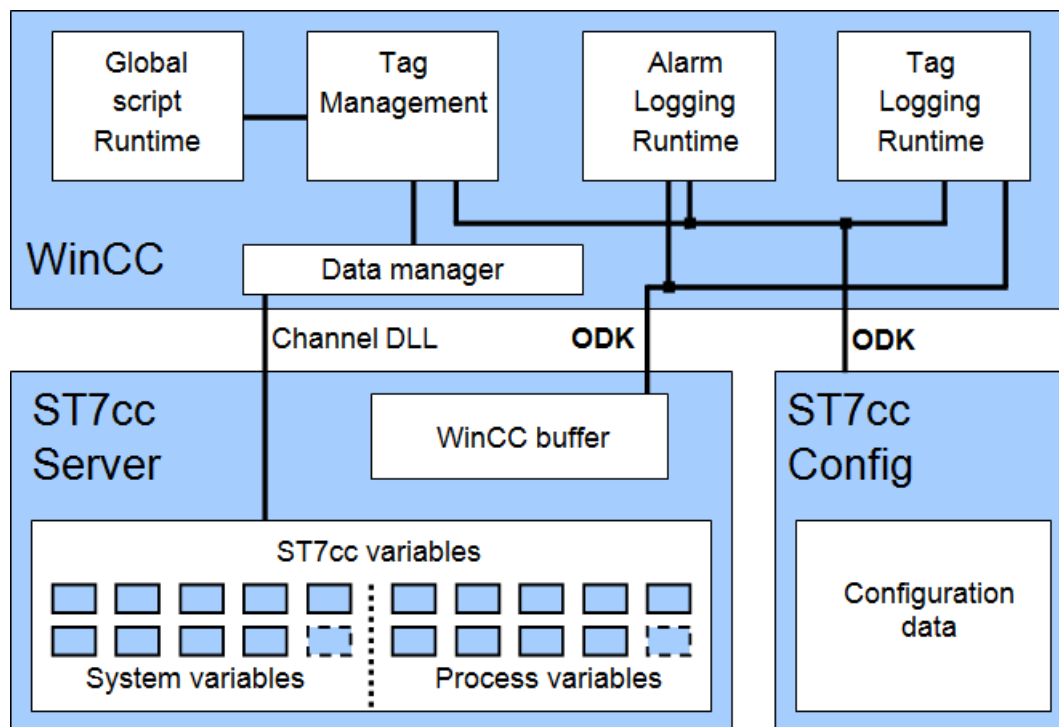 Global
script
Runtime
Tag
Management
Alarm
Logging
Runtime
Tag
Logging
Runtime
WinCC
Data manager
Channel DLL
ODK
ODK
ST7cc
Server
WinCC buffer
ST7cc
Config
ST7cc variables
System variables
Process variables
Configuration
data